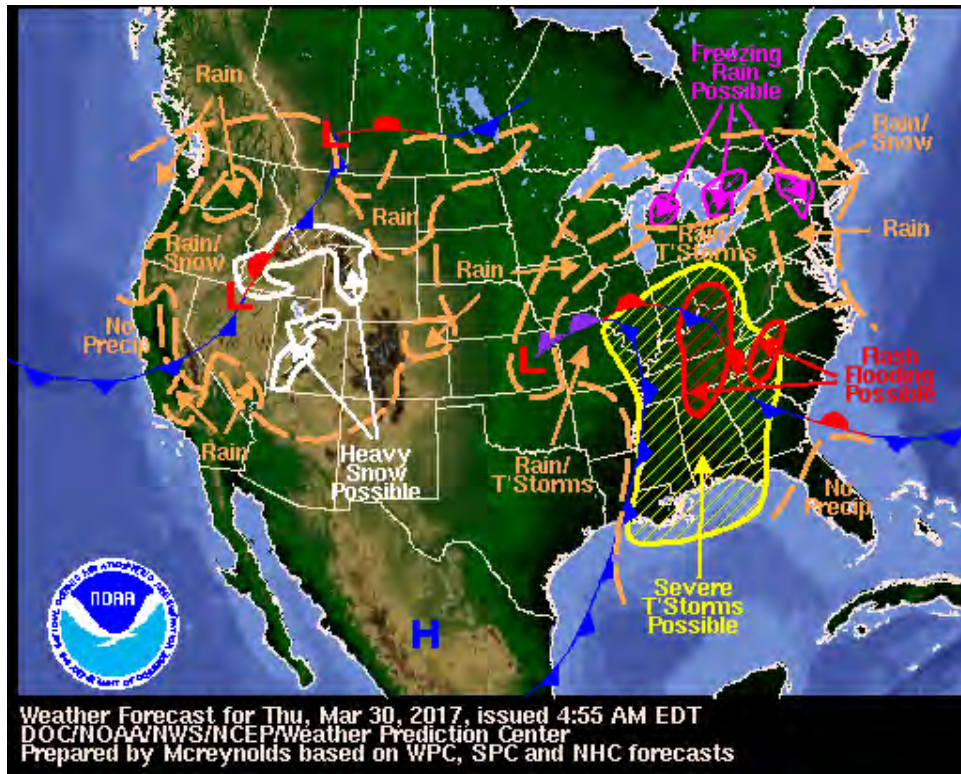 Freezing
Rain
Possible
Rain
Rain/
Snow
Rain
Rain/
T'Storms
Rain
Rain/
Snow
Rain
L
L
L
No
Precip
Flash
Flooding
Possible
Rain
Heavy
Snow
Possible
Rain/
T'Storms
No
Precip
Severe
T'Storms
Possible
H
NOAA
Weather Forecast for Thu, Mar 30, 2017, issued 4:55 AM EDT
DOC/NOAA/NWS/NCEP/Weather Prediction Center
Prepared by Mcreynolds based on WPC, SPC and NHC forecasts